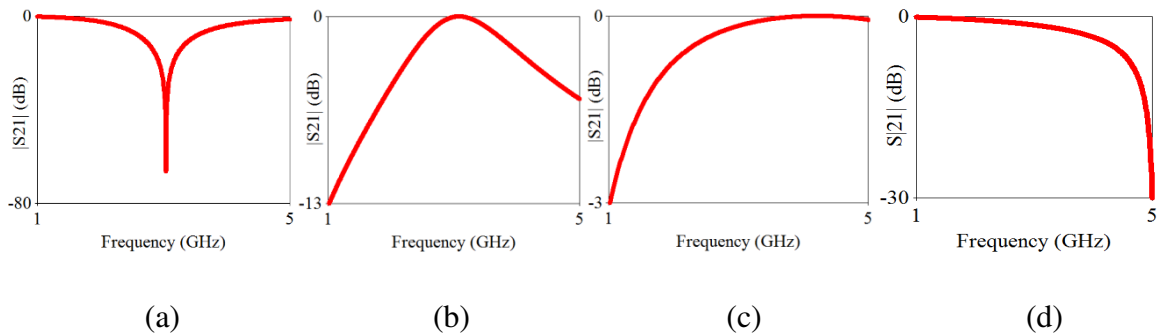 0
|S21| (dB)
-80
1
5
Frequency (GHz)
(a)
0
|S21| (dB)
-13
1
5
Frequency (GHz)
(b)
0
|S21| (dB)
-3
1
5
Frequency (GHz)
(c)
0
S|21| (dB)
-30
1
5
Frequency (GHz)
(d)